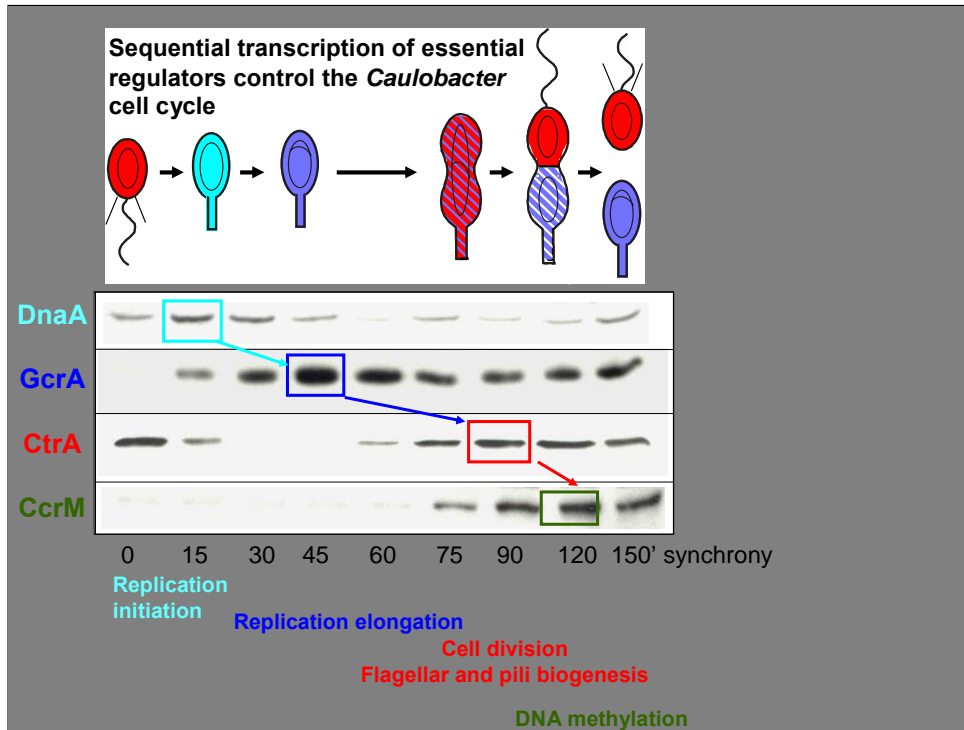 Sequential transcription of essential
regulators control the Caulobacter
cell cycle
DnaA
GcrA
CtrA
CcrM
0 15 30 45 60 75 90 120 150' synchrony
Replication
initiation
Replication elongation
Cell division
Flagellar and pili biogenesis
DNA methylation